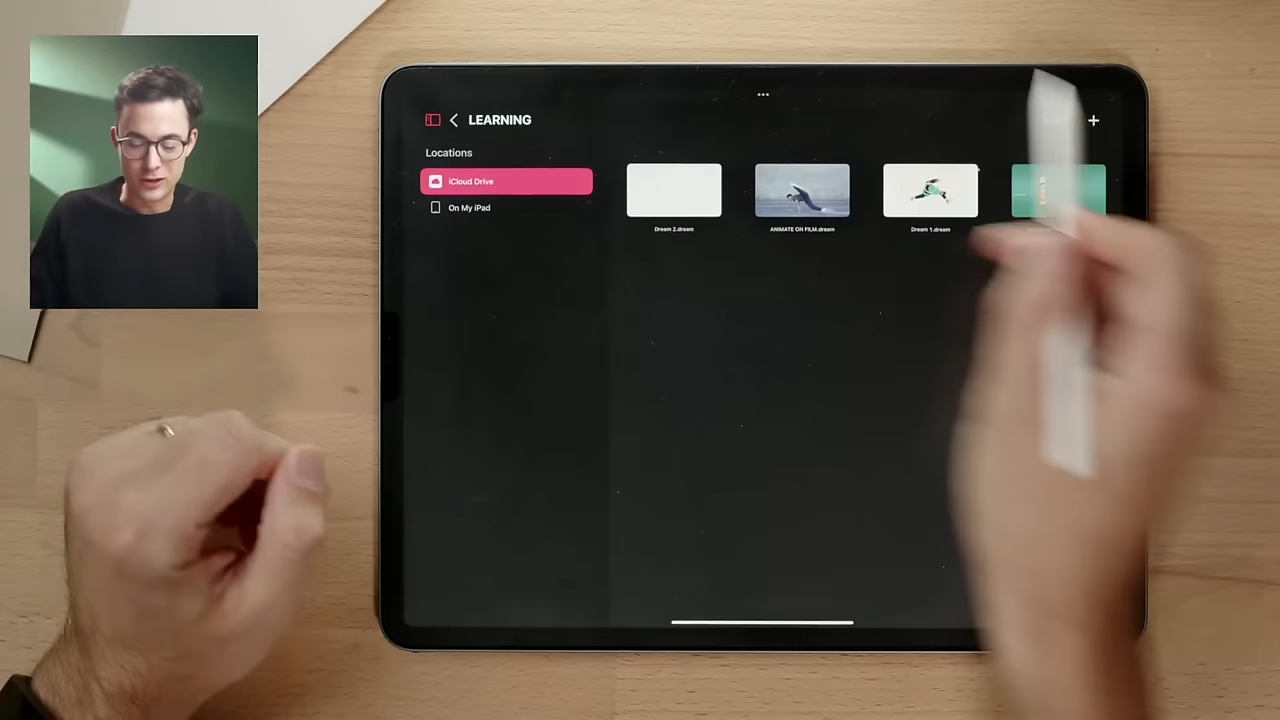 LEARNING
Locations
iCloud Drive
On My iPad
Dream 2.dream
ANIMATE ON FILM.dream
Dream 1.dream